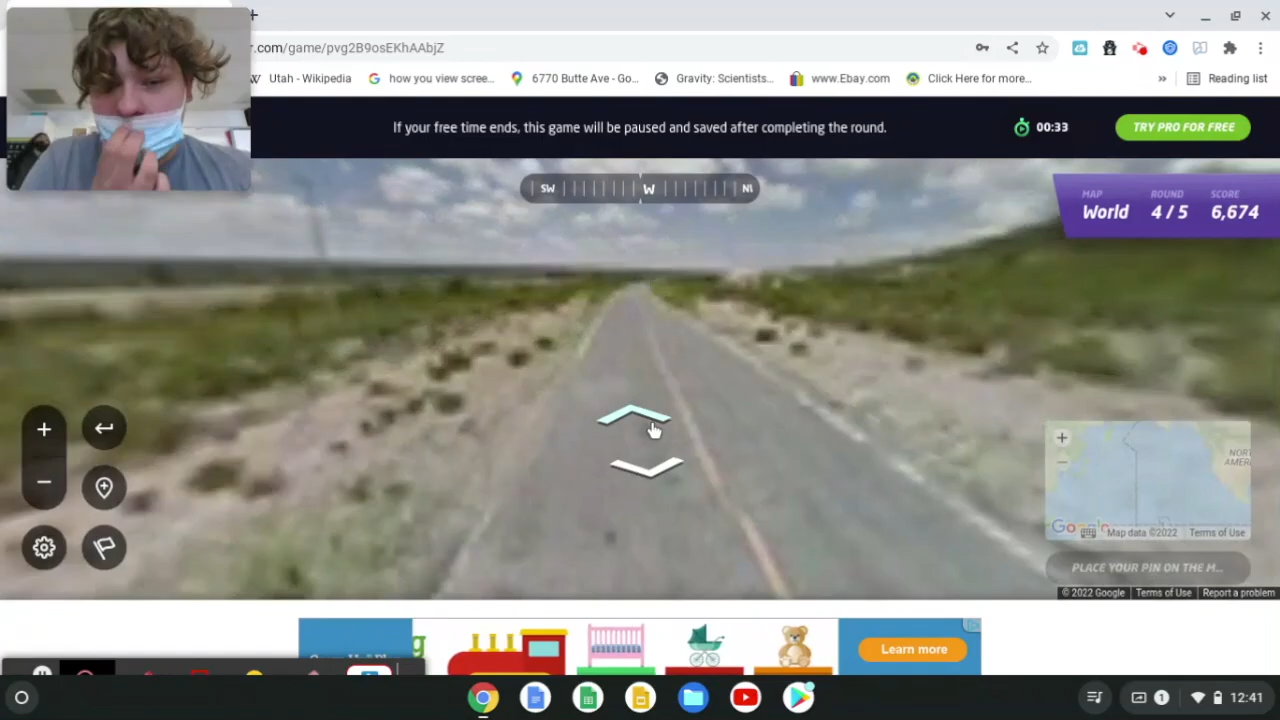 r.com/game/pvg2B9osEKhAAbjZ
Utah - Wikipedia
how you view scree...
6770 Butte Ave - Go...
Gravity: Scientists...
www.Ebay.com
Click Here for more...
»
Reading list
If your free time ends, this game will be paused and saved after completing the round.
00:33
TRY PRO FOR FREE
SW
W
MAP
World
ROUND
4 / 5
SCORE
6,674
Google
Map data ©2022
Terms of Use
PLACE YOUR PIN ON THE M...
© 2022 Google
Terms of Use
Report a problem
Learn more
1
12:41